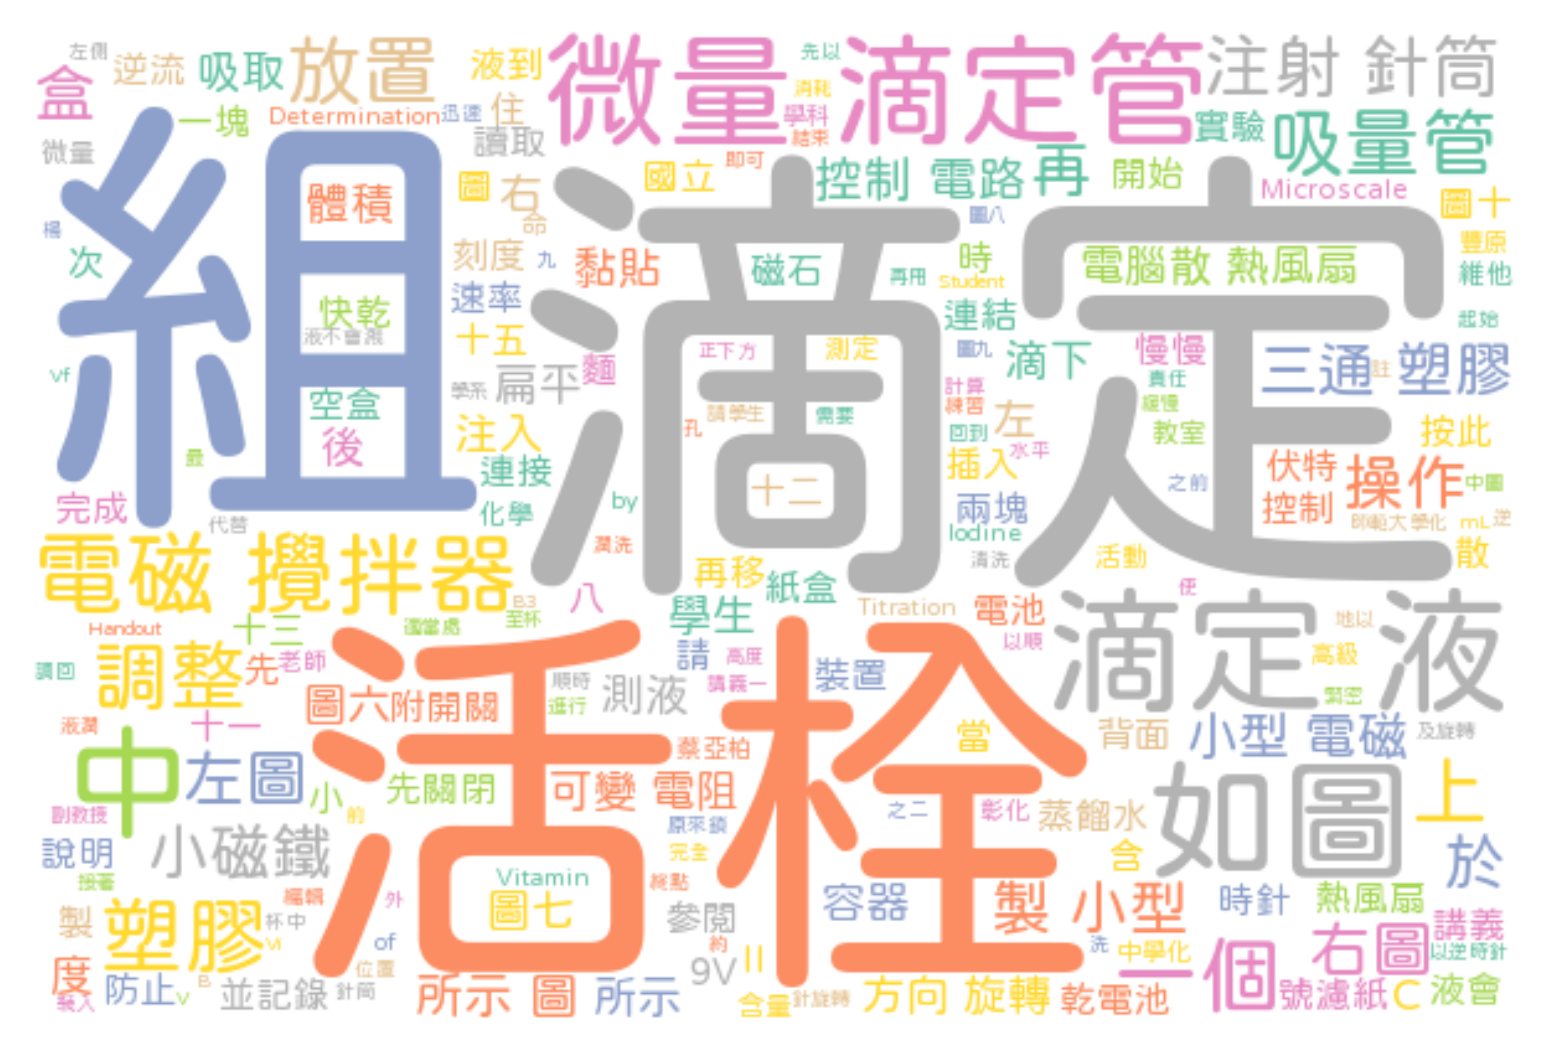 左側
逆流
吸取
放置
液到
微量 滴定管
先以
注射 針筒
盒
一塊
Determination
迅速
住
消耗
學科
結束
實驗
吸量管
微量
讀取
組
滴定
體積
圖
右
命
國立
即可
控制 電路
再
開始
Microscale
圖十
楊
次
刻度
九
黏貼
磁石
圖八
再用
時
Student
電腦散 熱風扇
豐原
維他
快乾
液不會濺
速率
十五
連結
起始
Vf
學系
扁平
麵
正下方
測定
圖九
滴下
慢慢
責任
三通
註
塑膠
空盒
後
最
注入
請學生
需要
孔
計算
練習
回到
左
水平
緩慢
教室
按此
完成
代替
連接
化學
by
十二
插入
兩塊
Iodine
之前
伏特
控制
操作
中圖
師範大學化
mL
逆
電磁 攪拌器
潤洗
再移
紙盒
清洗
活動
散
B3
至杯
八
學生
Titration
電池
便
滴定 液
地以
Handout
十三
適當處
活栓
以順
高級
調回
調整
先
老師
請
高度
講義一
裝置
緊密
順時
進行
測液
圖六附開關
液潤
十一
蔡亞柏
當
背面
小型 電磁
及旋轉
中
左圖
小
前
先關閉
可變 電阻
原來鎖
之二
彰化
蒸餾水
如圖
上
副教授
說明
小磁鐵
完全
含
於
接著
編輯
外
Vitamin
圖七
終點
容器
製 小型
時針
熱風扇
製
塑膠
杯中
Vi
of
參閱
約
洗
中學化
一個
右圖
講義
以逆時針
度
裝入
防止
V
B
並記錄
針筒
位置
所示 圖
所示
9V
II
含量
針旋轉
方向 旋轉
乾電池
號濾紙
C
液會